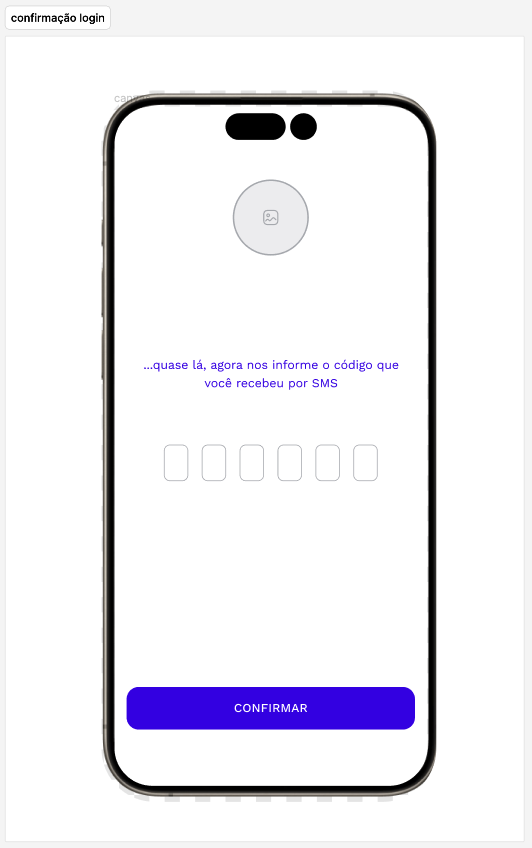 confirmação login
...quase lá, agora nos informe o código que
você recebeu por SMS
CONFIRMAR